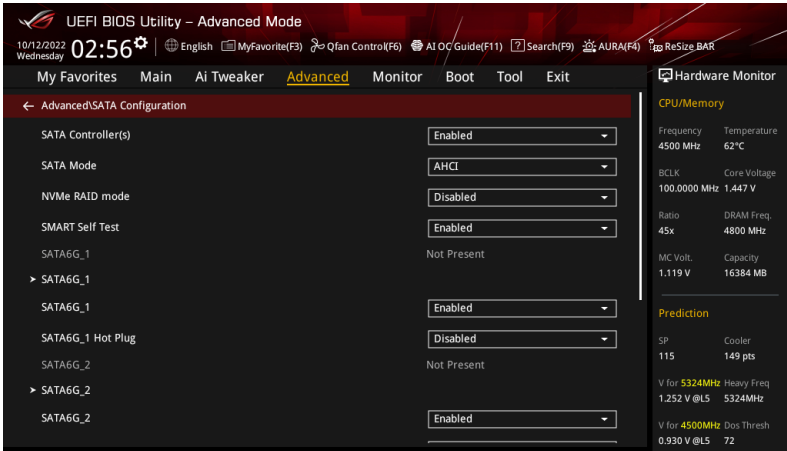 UEFI BIOS Utility – Advanced Mode
10/12/2022 Wednesday 02:56 English MyFavorite(F3) Qfan Control(F6) AI OC Guide(F11) ? Search(F9) AURA(F4) ReSize BAR
My Favorites Main Ai Tweaker Advanced Monitor Boot Tool Exit
← Advanced\SATA Configuration
SATA Controller(s) Enabled
SATA Mode AHCI
NVMe RAID mode Disabled
SMART Self Test Enabled
SATA6G_1 Not Present
SATA6G_1
SATA6G_1 Enabled
SATA6G_1 Hot Plug Disabled
SATA6G_2 Not Present
SATA6G_2
SATA6G_2 Enabled
Hardware Monitor
CPU/Memory
Frequency Temperature
4500 MHz 62°C
BCLK Core Voltage
100.0000 MHz 1.447 V
Ratio DRAM Freq.
45x 4800 MHz
MC Volt. Capacity
1.119 V 16384 MB
Prediction
SP Cooler
115 149 pts
V for 5324MHz Heavy Freq
1.252 V @L5 5324MHz
V for 4500MHz Dos Thresh
0.930 V @L5 72